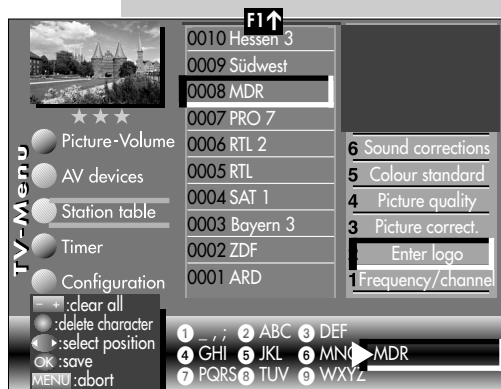 F1
0010 Hessen 3
0009 Südwest
0008 MDR
0007 PRO 7
0006 RTL 2
0005 RTL
0004 SAT 1
0003 Bayern 3
0002 ZDF
0001 ARD
TV-Menu
Picture-Volume
AV devices
Station table
Timer
Configuration
6 Sound corrections
5 Colour standard
4 Picture quality
3 Picture correct.
Enter logo
1 Frequency/channel
- + :clear all
:delete character
:select position
OK :save
MENU :abort
1 _ , ; 2 ABC 3 DEF
4 GHI 5 JKL 6 MNO MDR
7 PQRS 8 TUV 9 WXYZ